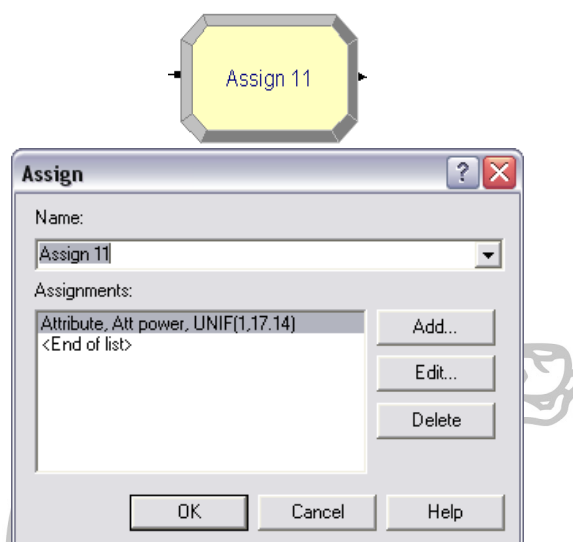 Assign 11
Assign
Name:
Assign 11
Assignments:
Attribute, Att power, UNIF(1,17.14)
<End of list>
Add...
Edit...
Delete
OK
Cancel
Help